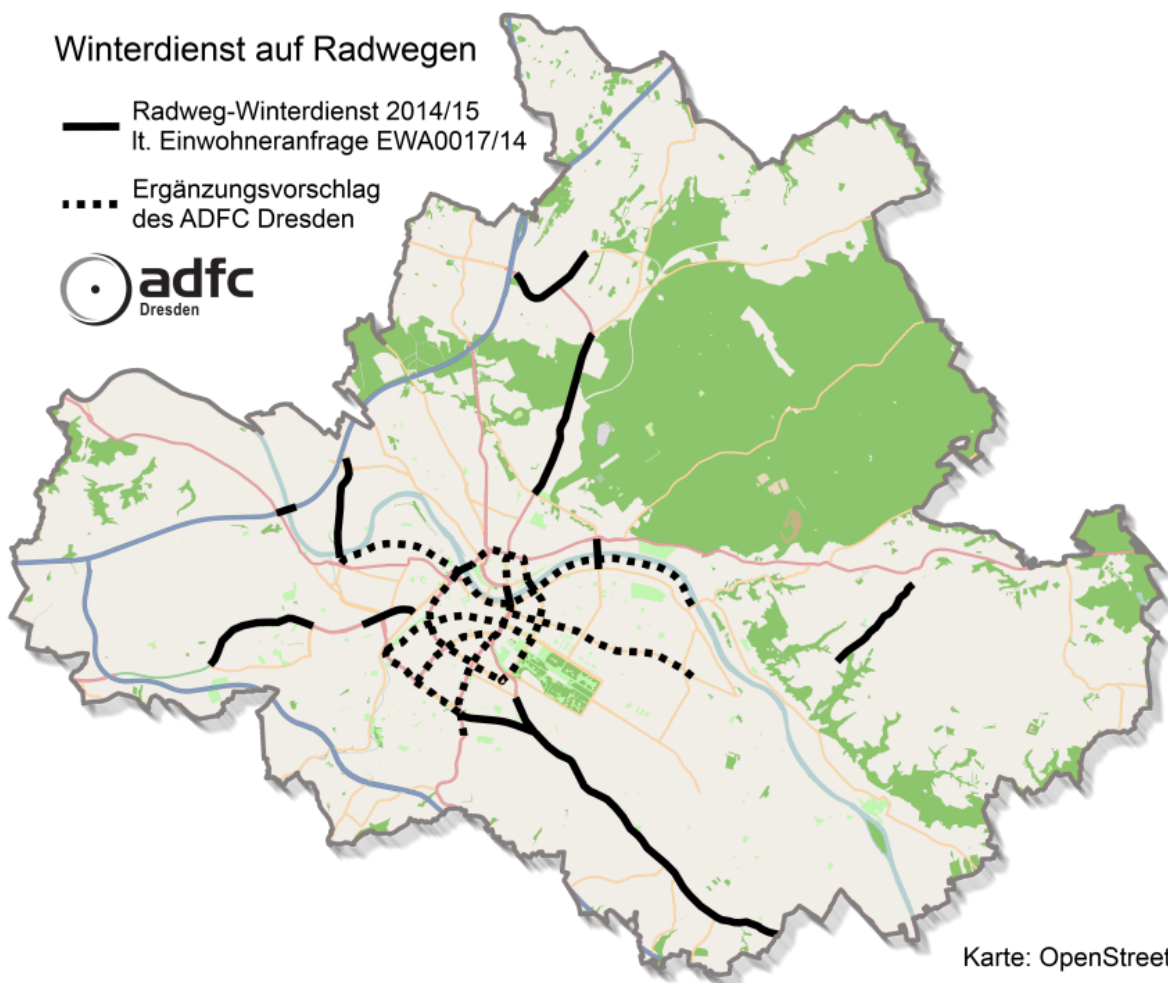 Winterdienst auf Radwegen
Radweg-Winterdienst 2014/15
lt. Einwohneranfrage EWA0017/14
Ergänzungsvorschlag
des ADFC Dresden
adfc
Dresden
Karte: OpenStreet